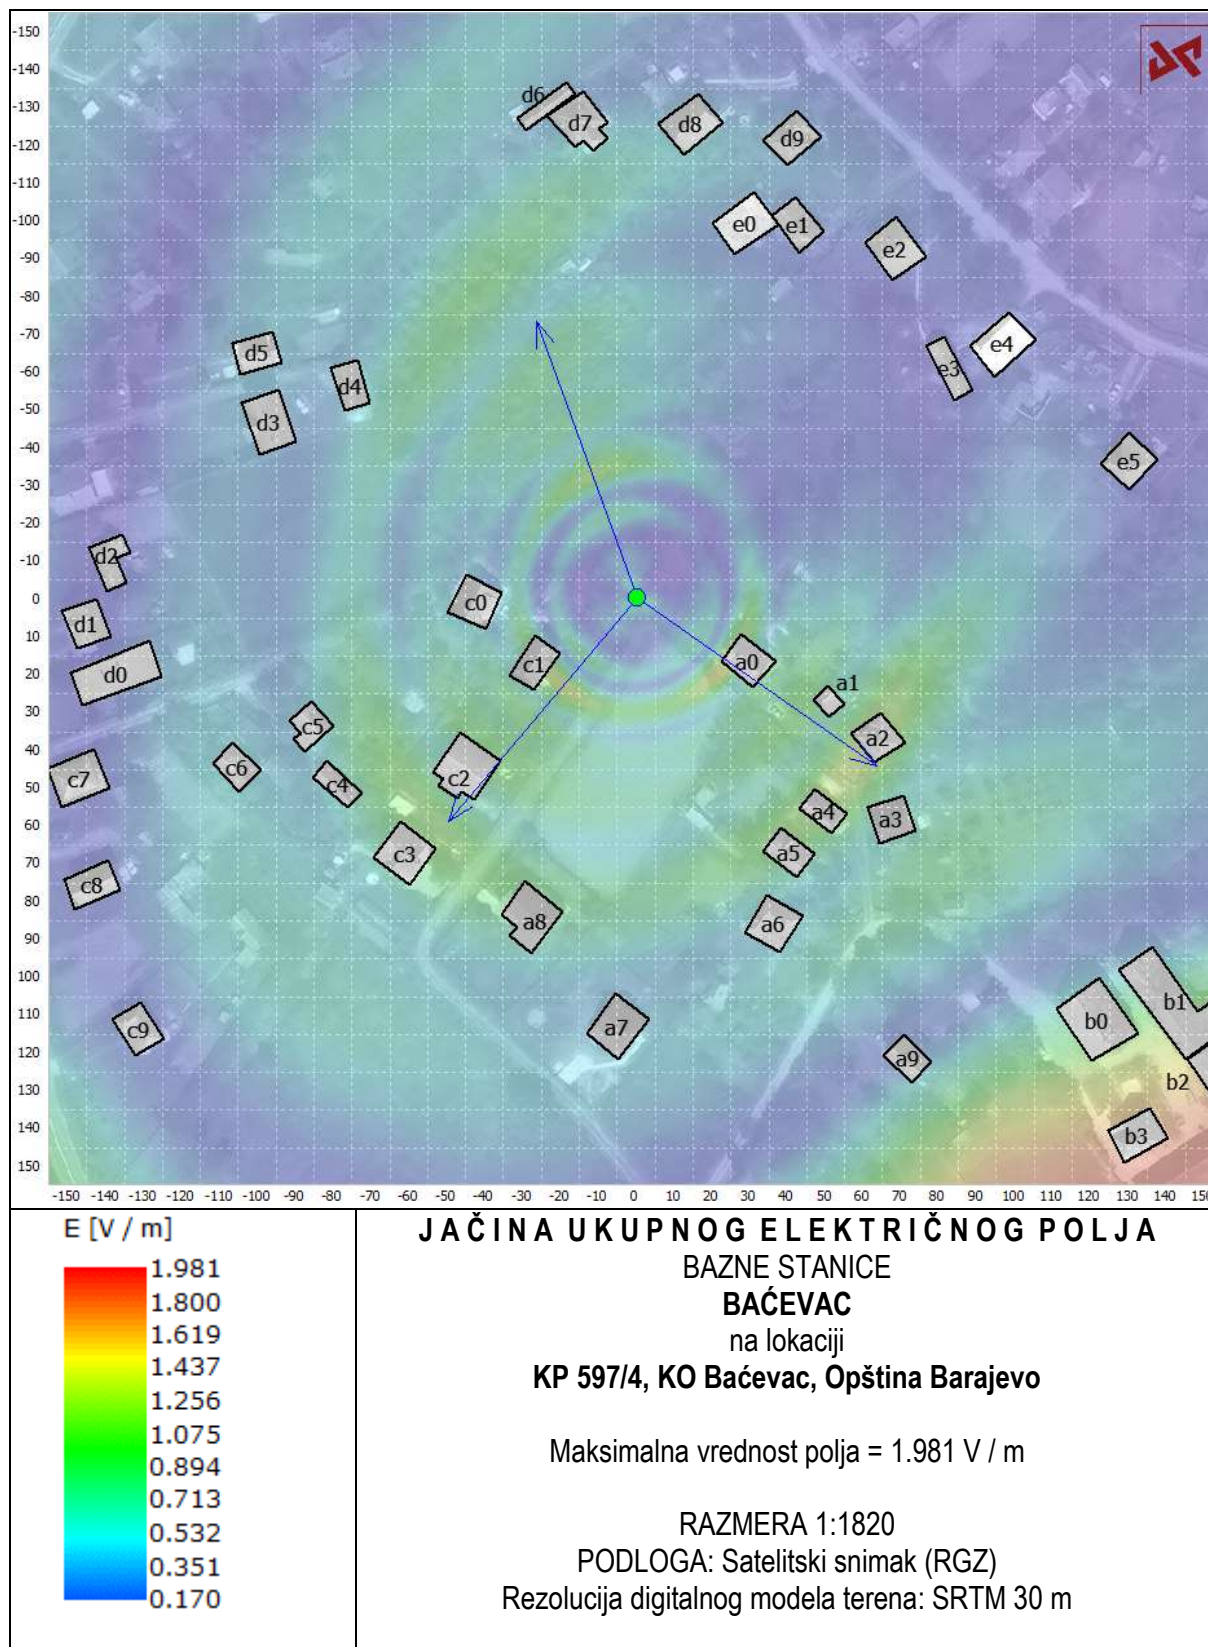 -150
-140
-130
-120
-110
-100
-90
-80
-70
-60
-50
-40
-30
-20
-10
0
10
20
30
40
50
60
70
80
90
100
110
120
130
140
150
d6
d7
d8
d9
e0
e1
e2
e3
e4
e5
d5
d4
d3
d2
d1
d0
c0
c1
a0
a1
a2
c5
c6
c4
c2
c7
a4
a3
c3
a5
c8
a8
a6
c9
a7
a9
b0
b1
b2
b3
-150 -140 -130 -120 -110 -100 -90 -80 -70 -60 -50 -40 -30 -20 -10 0 10 20 30 40 50 60 70 80 90 100 110 120 130 140 150
E [V / m]
1.981
1.800
1.619
1.437
1.256
1.075
0.894
0.713
0.532
0.351
0.170
JAČINA UKUPNOG ELEKTRIČNOG POLJA
BAZNE STANICE
BAĆEVAC
na lokaciji
KP 597/4, KO Baćevac, Opština Barajevo
Maksimalna vrednost polja = 1.981 V / m
RAZMERA 1:1820
PODLOGA: Satelitski snimak (RGZ)
Rezolucija digitalnog modela terena: SRTM 30 m